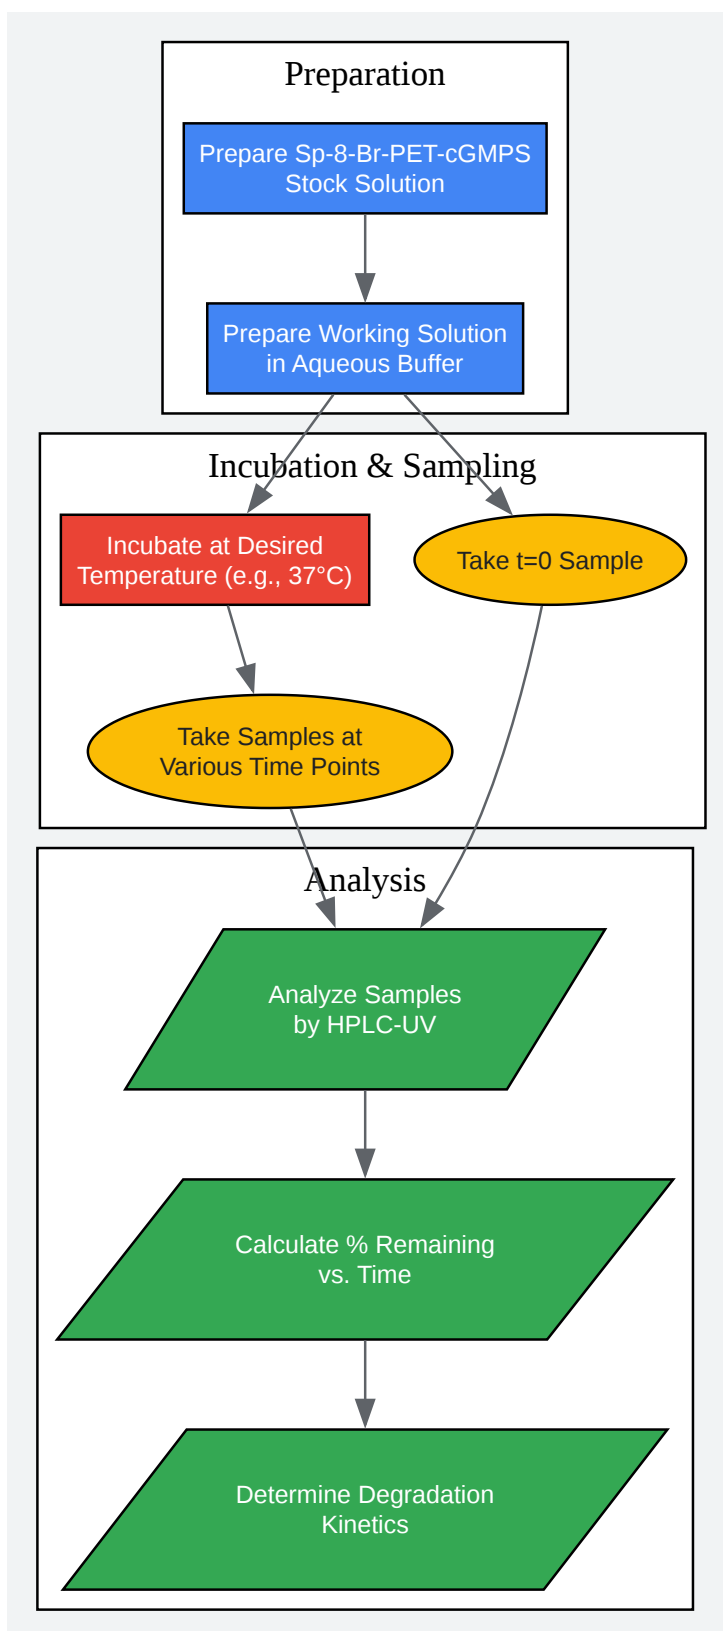 Preparation
Prepare Sp-8-Br-PET-cGMPS
Stock Solution
Prepare Working Solution
in Aqueous Buffer
Incubation & Sampling
Incubate at Desired
Temperature (e.g., 37°C)
Take t=0 Sample
Take Samples at
Various Time Points
Analysis
Analyze Samples
by HPLC-UV
Calculate % Remaining
vs. Time
Determine Degradation
Kinetics